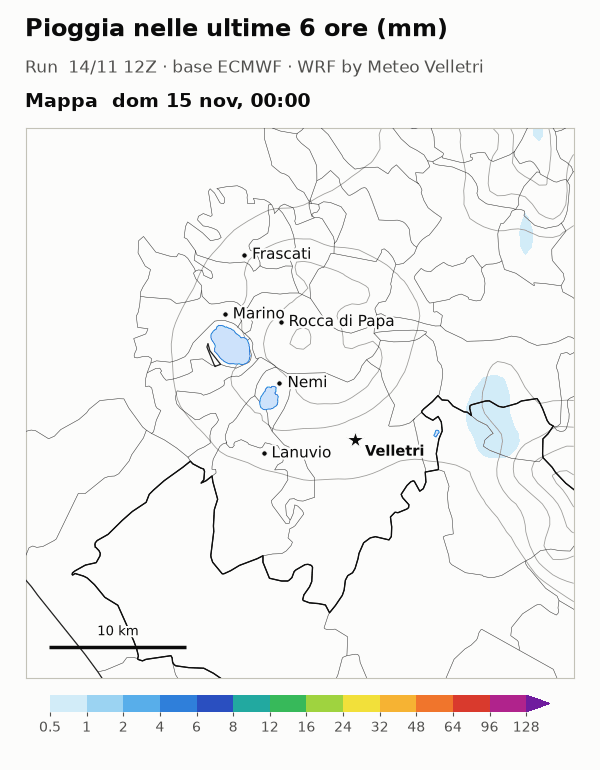 Pioggia nelle ultime 6 ore (mm)
Run  14/11 12Z · base ECMWF · WRF by Meteo Velletri
Mappa  dom 15 nov, 00:00
Frascati
Marino
Rocca di Papa
Nemi
Velletri
Lanuvio
10 km
0.5 1 2 4 6 8 12 16 24 32 48 64 96 128